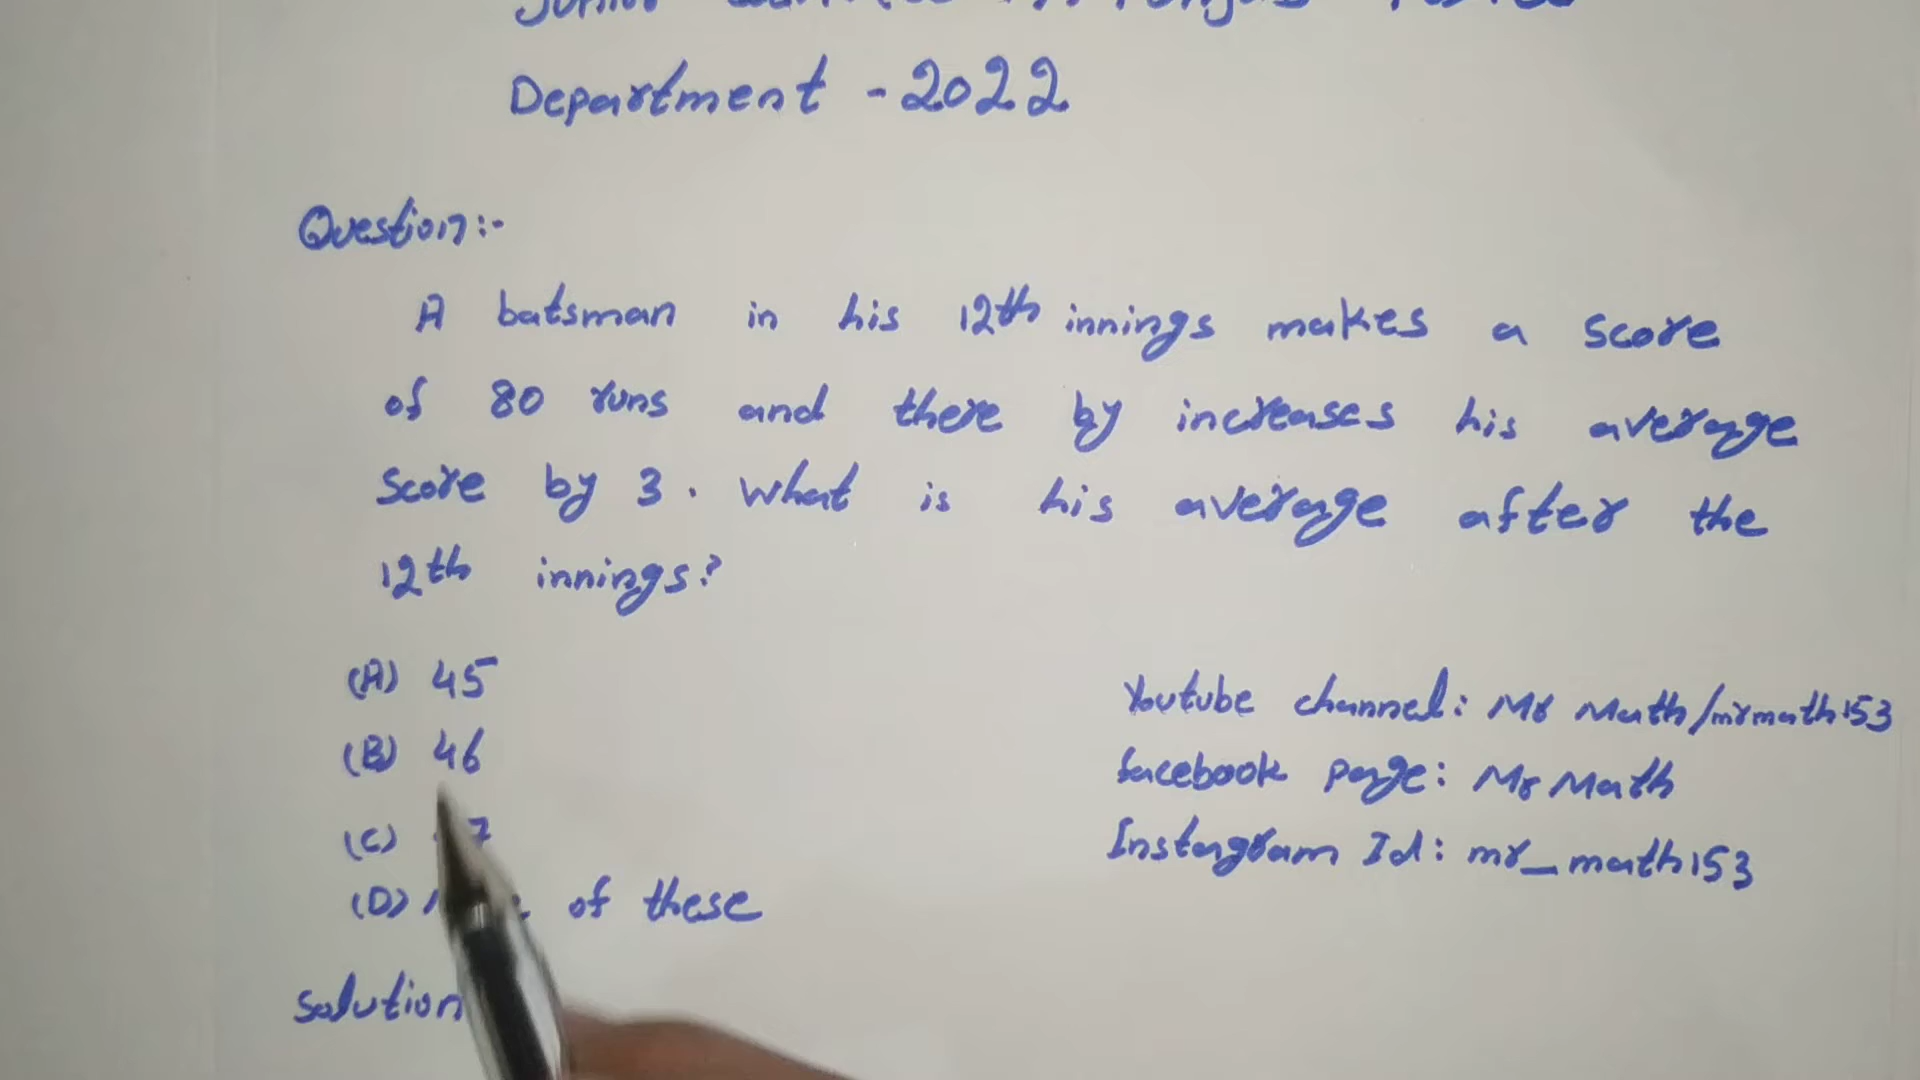 Junior
Department - 2022
Question:-
A batsman in his 12th innings makes a score
of 80 runs and there by increases his average
score by 3. What is his average after the
12th innings?
(A) 45
(B) 46
(C)
(D) of these
Solution
Youtube channel: Mr Math/mrmath153
facebook page: Mr Math
Instagram Id: mr_math153